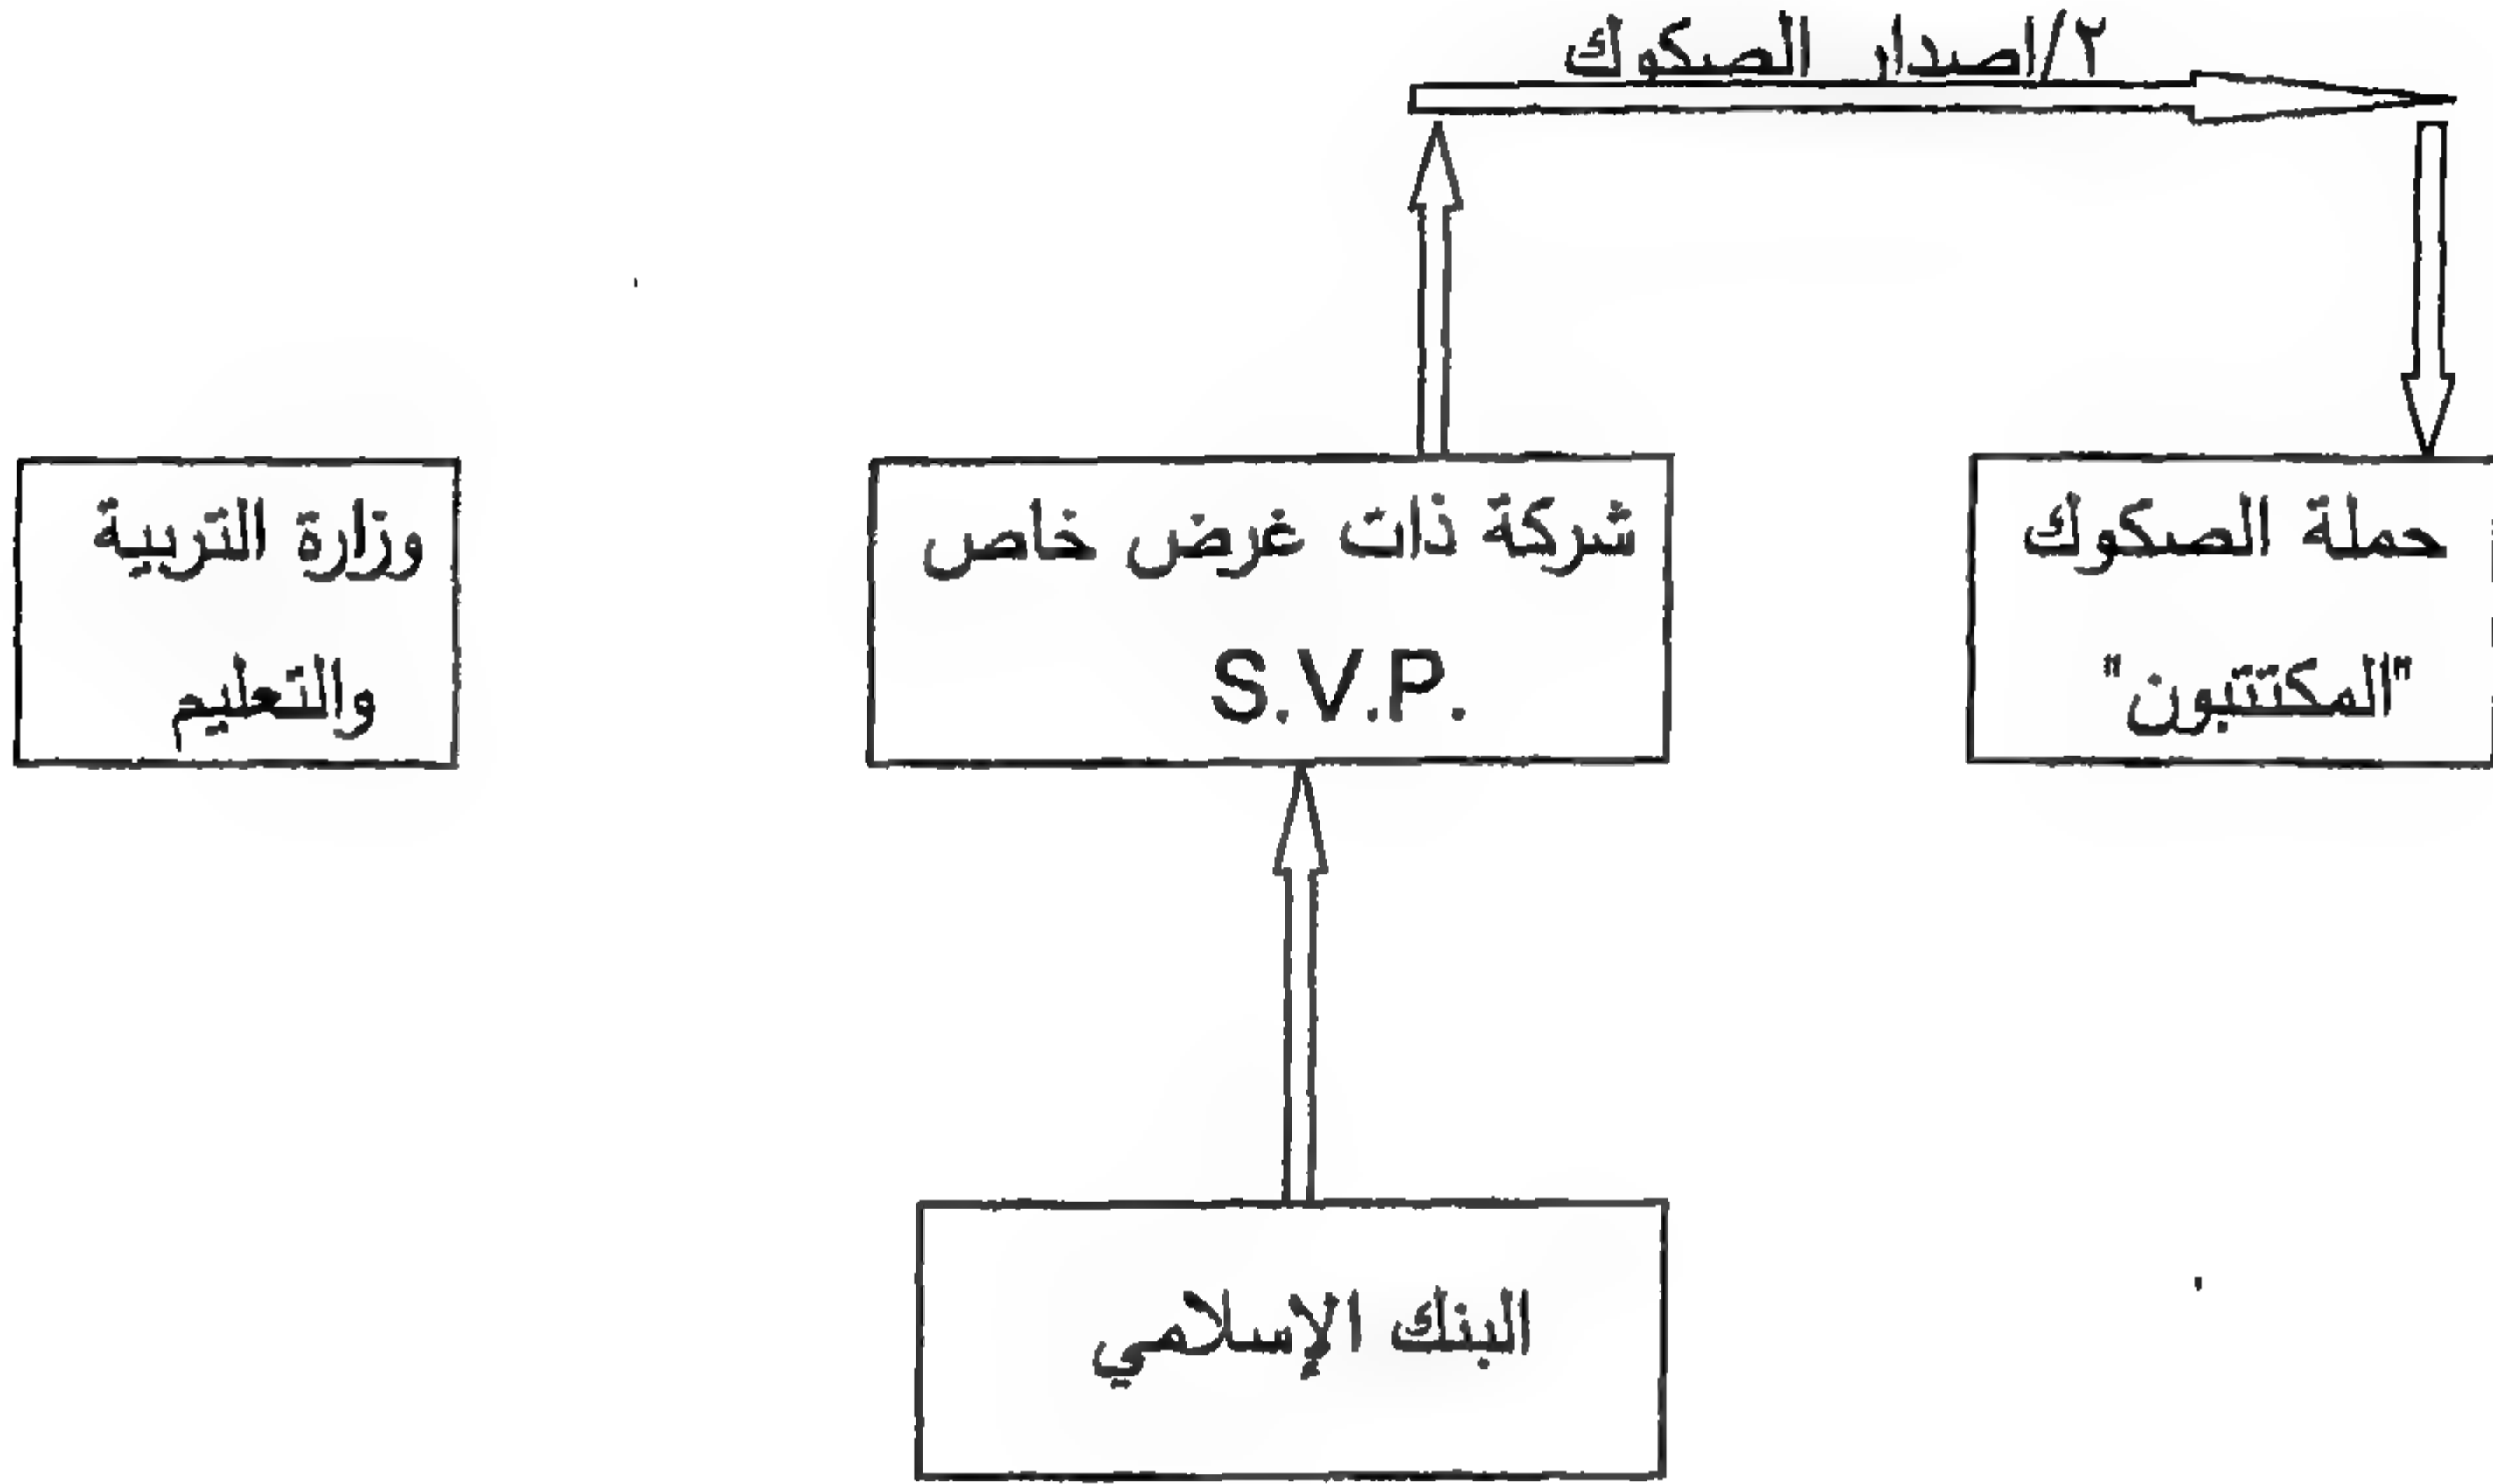 ٢/اصدار الصكوك
حملة الصكوك
"المكتتبون"
شركة ذات غرض خاص
S.V.P.
وزارة التربية
والتعليم
البنك الإسلامي